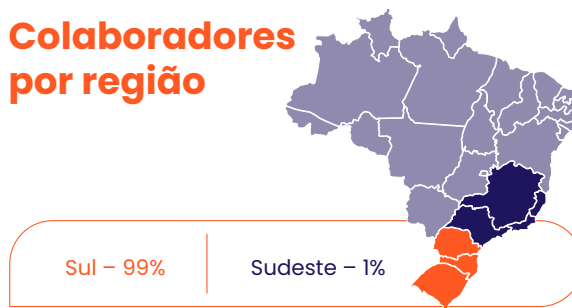 Colaboradores
por região
Sul – 99%
Sudeste – 1%